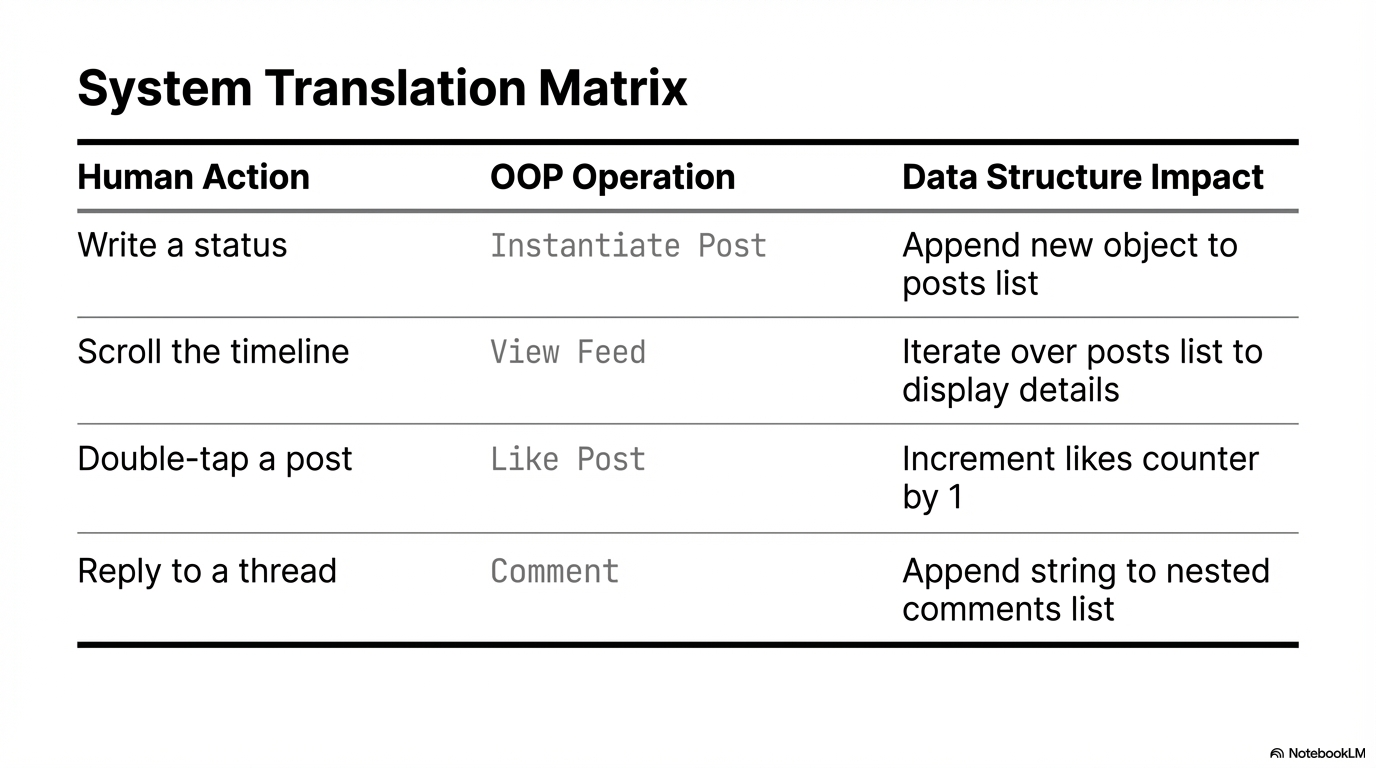 System Translation Matrix
Human Action OOP Operation Data Structure Impact
Write a status Instantiate Post Append new object to
posts list
Scroll the timeline View Feed Iterate over posts list to
display details
Double-tap a post Like Post Increment likes counter
by 1
Reply to a thread Comment Append string to nested
comments list
NotebookLM